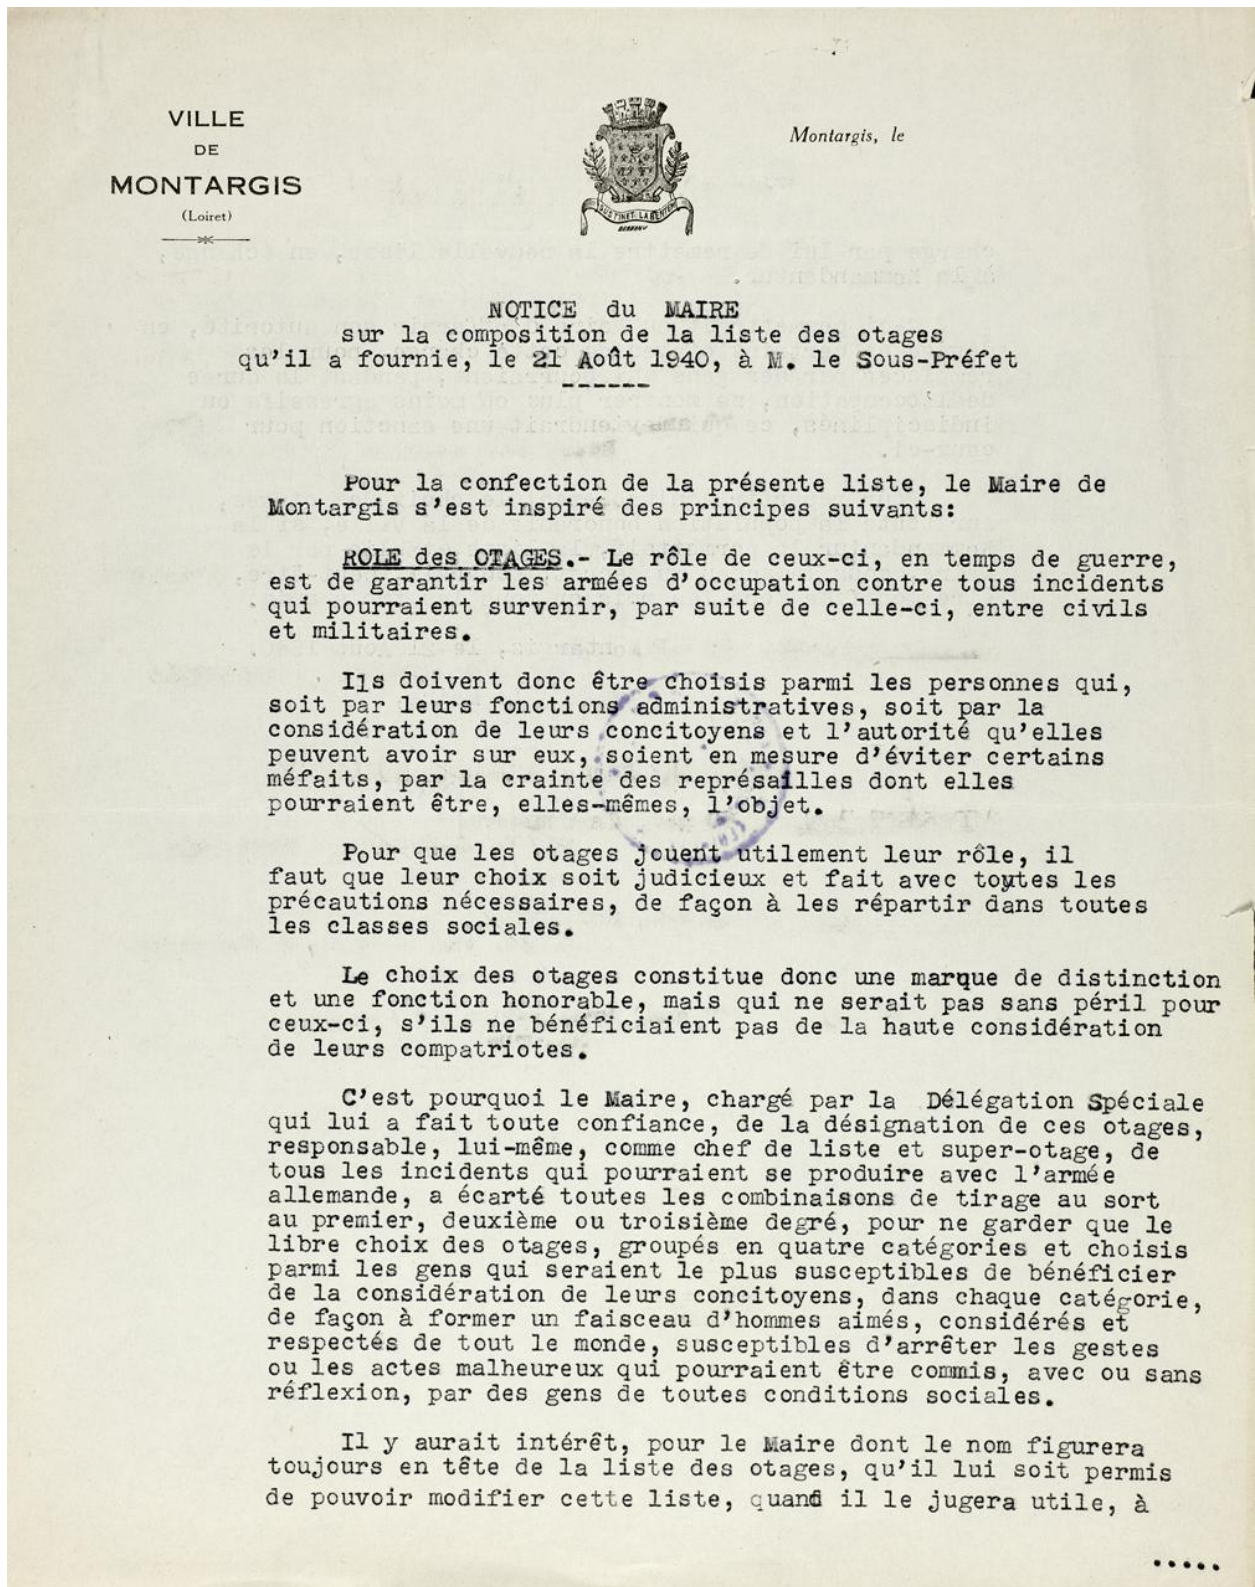 VILLE
DE
MONTARGIS
(Loiret)
SUSTINET LABENTEM
Montargis, le
NOTICE du MAIRE
sur la composition de la liste des otages
qu'il a fournie, le 21 Août 1940, à M. le Sous-Préfet
------
Pour la confection de la présente liste, le Maire de
Montargis s'est inspiré des principes suivants:
ROLE des OTAGES.- Le rôle de ceux-ci, en temps de guerre,
est de garantir les armées d'occupation contre tous incidents
qui pourraient survenir, par suite de celle-ci, entre civils
et militaires.
Ils doivent donc être choisis parmi les personnes qui,
soit par leurs fonctions administratives, soit par la
considération de leurs concitoyens et l'autorité qu'elles
peuvent avoir sur eux, soient en mesure d'éviter certains
méfaits, par la crainte des représailles dont elles
pourraient être, elles-mêmes, l'objet.
Pour que les otages jouent utilement leur rôle, il
faut que leur choix soit judicieux et fait avec toutes les
précautions nécessaires, de façon à les répartir dans toutes
les classes sociales.
Le choix des otages constitue donc une marque de distinction
et une fonction honorable, mais qui ne serait pas sans péril pour
ceux-ci, s'ils ne bénéficiaient pas de la haute considération
de leurs compatriotes.
C'est pourquoi le Maire, chargé par la Délégation Spéciale
qui lui a fait toute confiance, de la désignation de ces otages,
responsable, lui-même, comme chef de liste et super-otage, de
tous les incidents qui pourraient se produire avec l'armée
allemande, a écarté toutes les combinaisons de tirage au sort
au premier, deuxième ou troisième degré, pour ne garder que le
libre choix des otages, groupés en quatre catégories et choisis
parmi les gens qui seraient le plus susceptibles de bénéficier
de la considération de leurs concitoyens, dans chaque catégorie,
de façon à former un faisceau d'hommes aimés, considérés et
respectés de tout le monde, susceptibles d'arrêter les gestes
ou les actes malheureux qui pourraient être commis, avec ou sans
réflexion, par des gens de toutes conditions sociales.
Il y aurait intérêt, pour le Maire dont le nom figurera
toujours en tête de la liste des otages, qu'il lui soit permis
de pouvoir modifier cette liste, quand il le jugera utile, à
.....